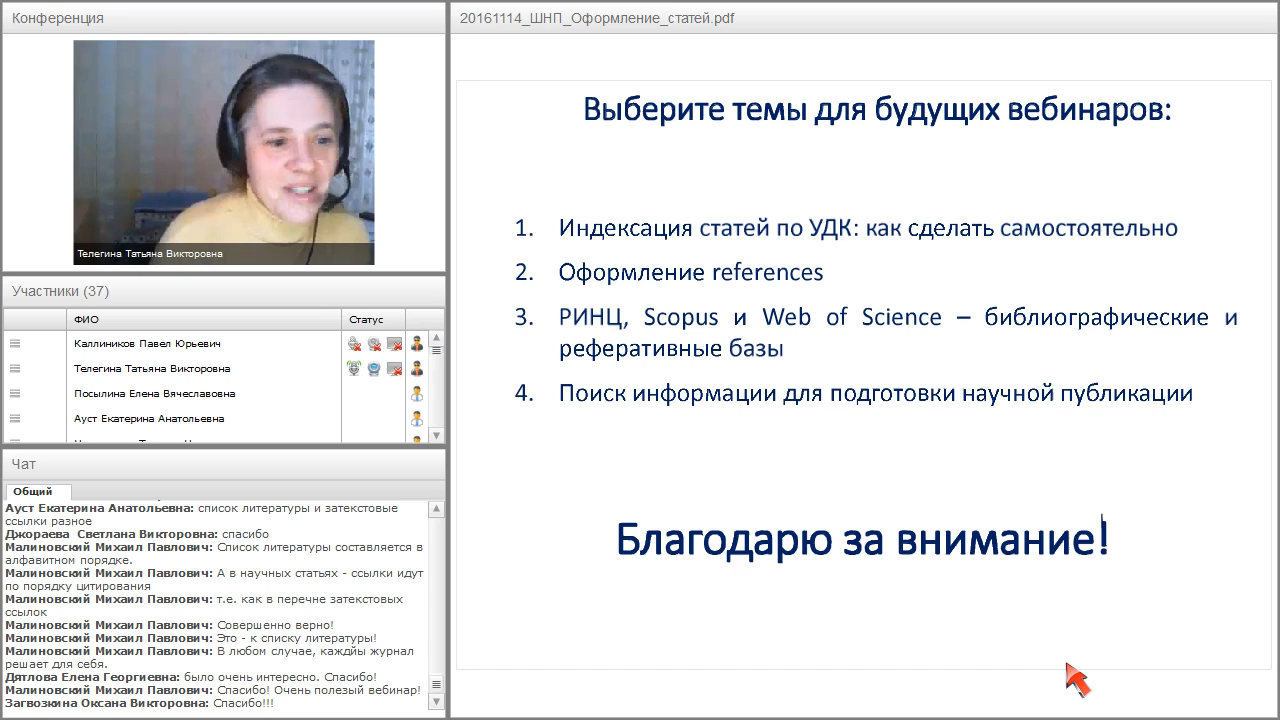 Конференция
Телегина Татьяна Викторовна
Участники (37)
ФИО Статус
Каллиников Павел Юрьевич
Телегина Татьяна Викторовна
Посылина Елена Вячеславовна
Ауст Екатерина Анатольевна
Чат
Общий
Ауст Екатерина Анатольевна: список литературы и затекстовые
ссылки разное
Джораева Светлана Викторовна: спасибо
Малиновский Михаил Павлович: Список литературы составляется в
алфавитном порядке.
Малиновский Михаил Павлович: А в научных статьях - ссылки идут
по порядку цитирования
Малиновский Михаил Павлович: т.е. как в перечне затекстовых
ссылок
Малиновский Михаил Павлович: Совершенно верно!
Малиновский Михаил Павлович: Это - к списку литературы!
Малиновский Михаил Павлович: В любом случае, каждйы журнал
решает для себя.
Дятлова Елена Георгиевна: было очень интересно. Спасибо!
Малиновский Михаил Павлович: Спасибо! Очень полезый вебинар!
Загвозкина Оксана Викторовна: Спасибо!!!
20161114_ШНП_Оформление_статей.pdf
Выберите темы для будущих вебинаров:
1. Индексация статей по УДК: как сделать самостоятельно
2. Оформление references
3. РИНЦ, Scopus и Web of Science – библиографические и
реферативные базы
4. Поиск информации для подготовки научной публикации
Благодарю за внимание!